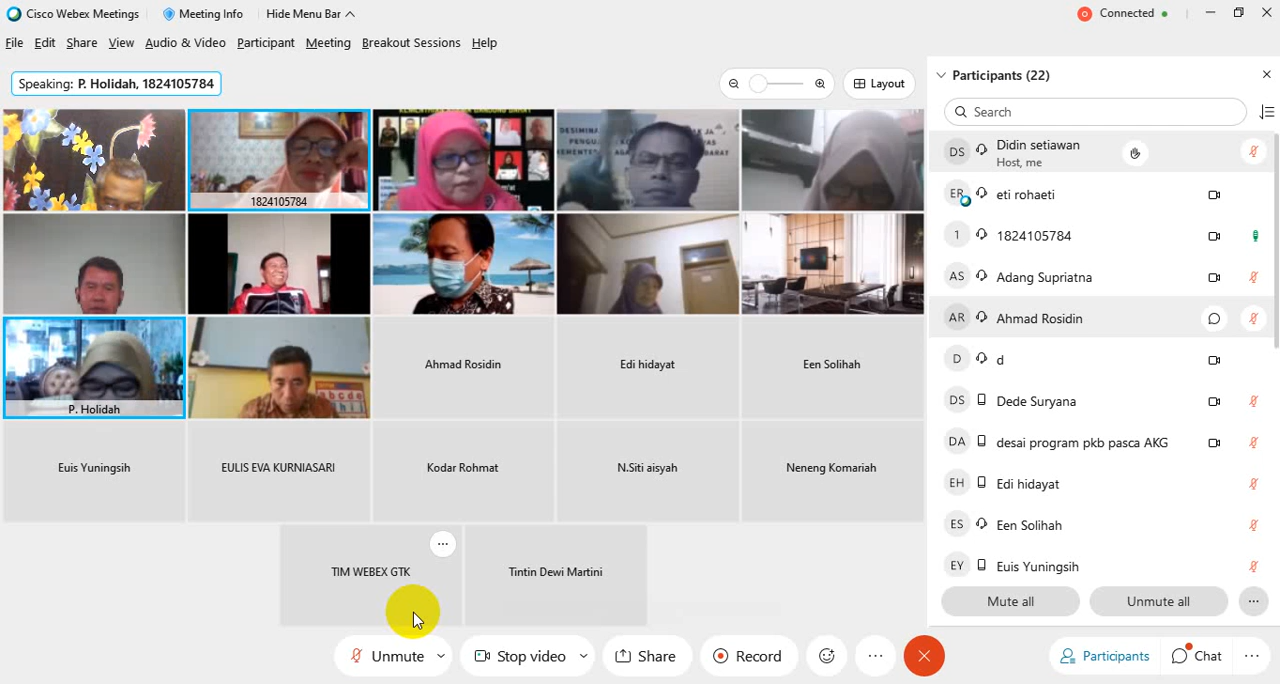 Cisco Webex Meetings
Meeting Info
Hide Menu Bar
Connected
File Edit Share View Audio & Video Participant Meeting Breakout Sessions Help
Speaking: P. Holidah, 1824105784
Layout
1824105784
P. Holidah
Ahmad Rosidin
Edi hidayat
Een Solihah
Euis Yuningsih
EULIS EVA KURNIASARI
Kodar Rohmat
N.Siti aisyah
Neneng Komariah
TIM WEBEX GTK
Tintin Dewi Martini
Unmute
Stop video
Share
Record
Participants (22)
Search
DS Didin setiawan
Host, me
ER eti rohaeti
1 1824105784
AS Adang Supriatna
AR Ahmad Rosidin
D d
DS Dede Suryana
DA desai program pkb pasca AKG
EH Edi hidayat
ES Een Solihah
EY Euis Yuningsih
Mute all
Unmute all
Participants
Chat